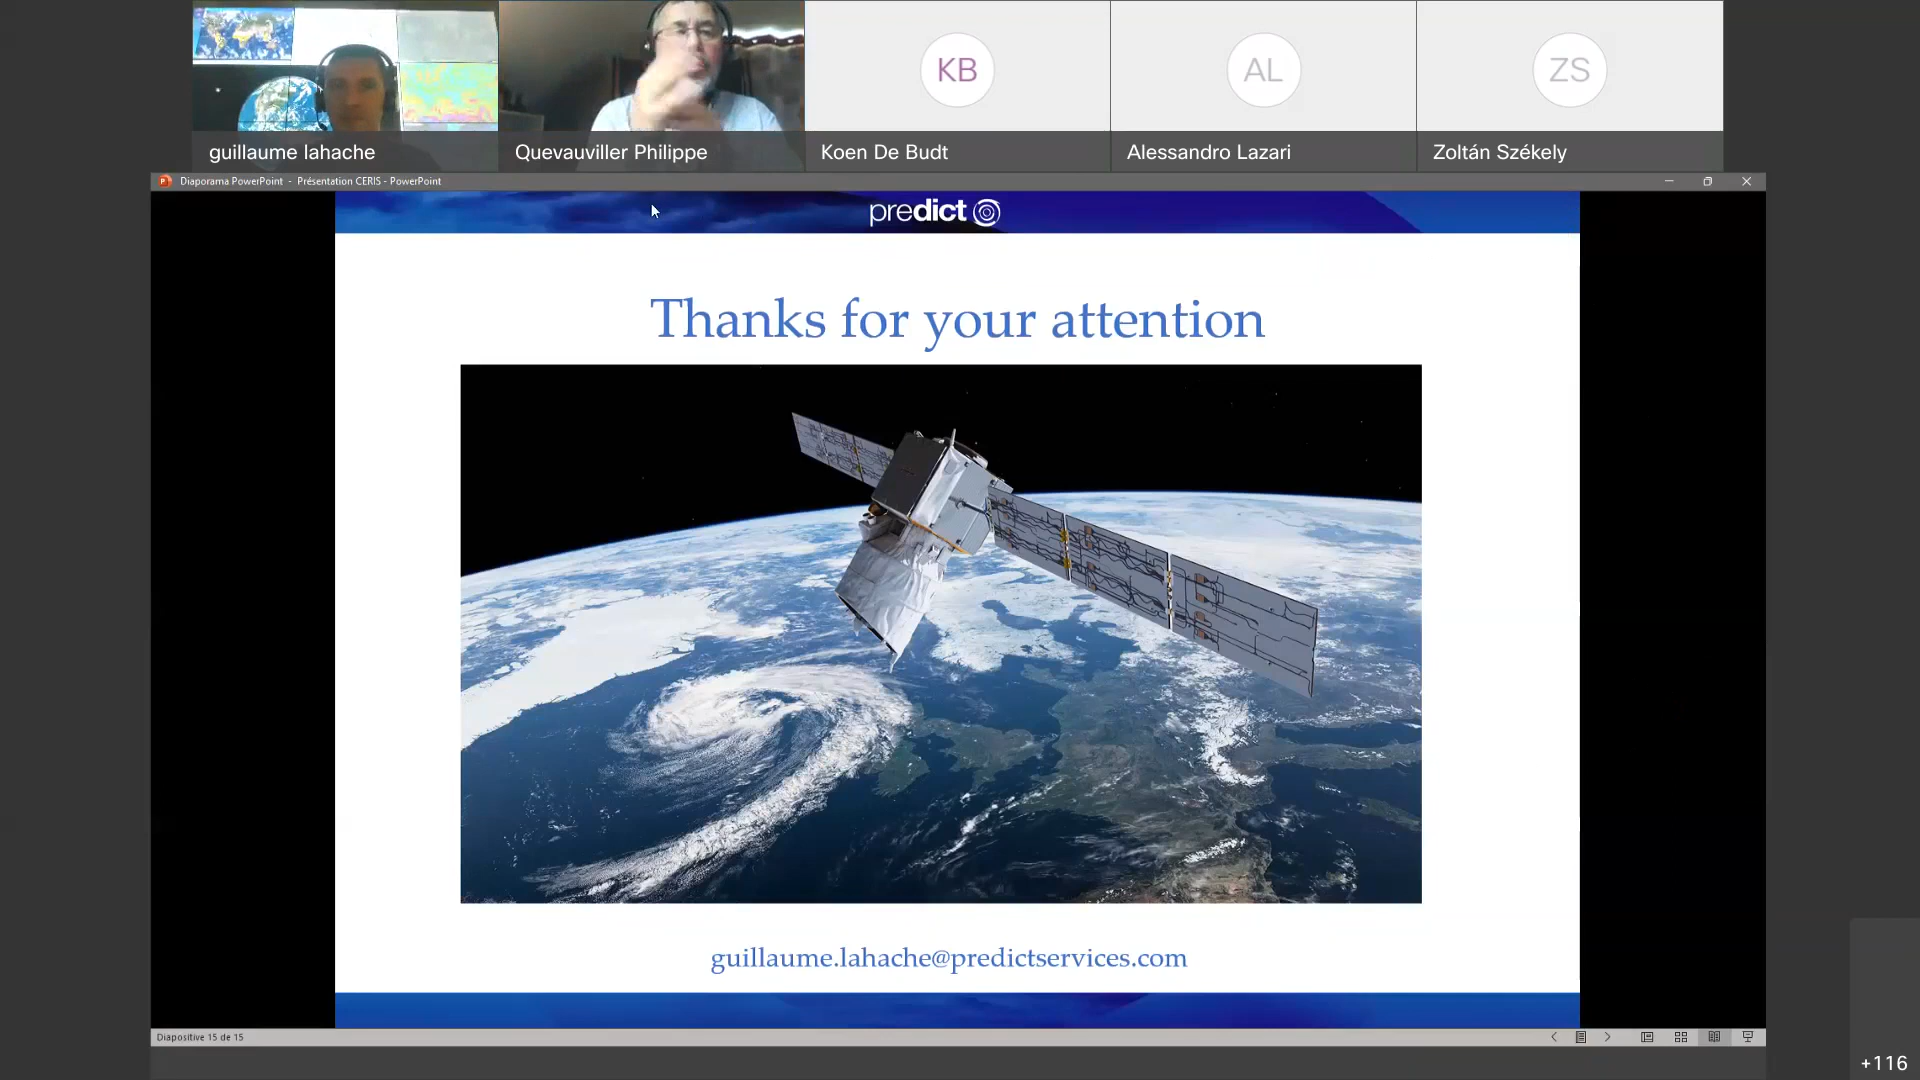 KB
AL
ZS
guillaume lahache
Quevauviller Philippe
Koen De Budt
Alessandro Lazari
Zoltán Székely
Diaporama PowerPoint - Présentation CERIS - PowerPoint
predict
Thanks for your attention
guillaume.lahache@predictservices.com
Diapositive 15 de 15
+116